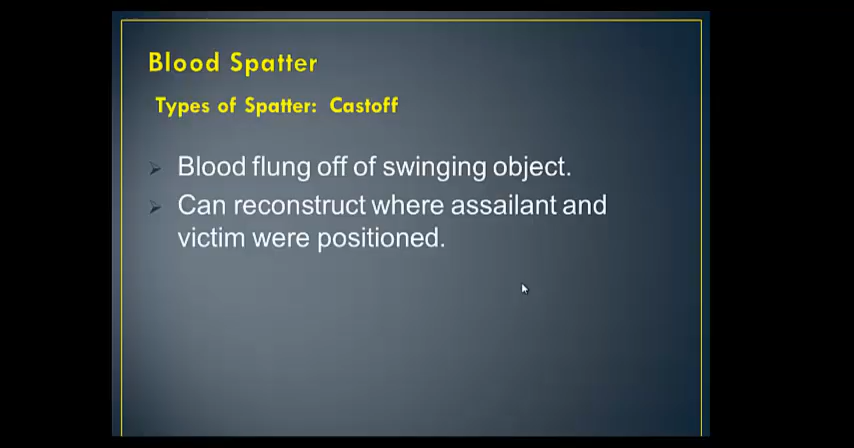 Blood Spatter
Types of Spatter: Castoff
Blood flung off of swinging object.
Can reconstruct where assailant and
victim were positioned.